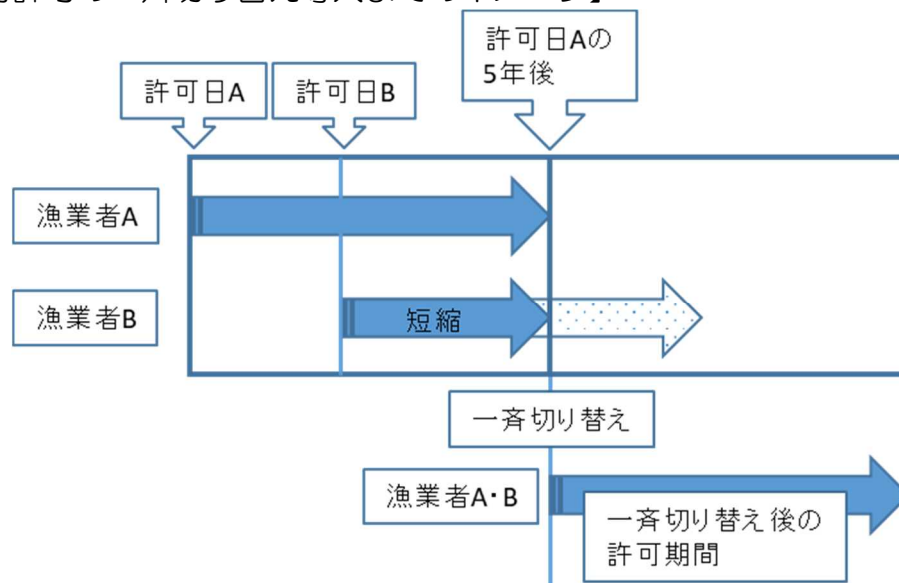 許可日Aの
5年後
許可日A
許可日B
漁業者A
漁業者B
短縮
一斉切り替え
漁業者A・B
一斉切り替え後の
許可期間